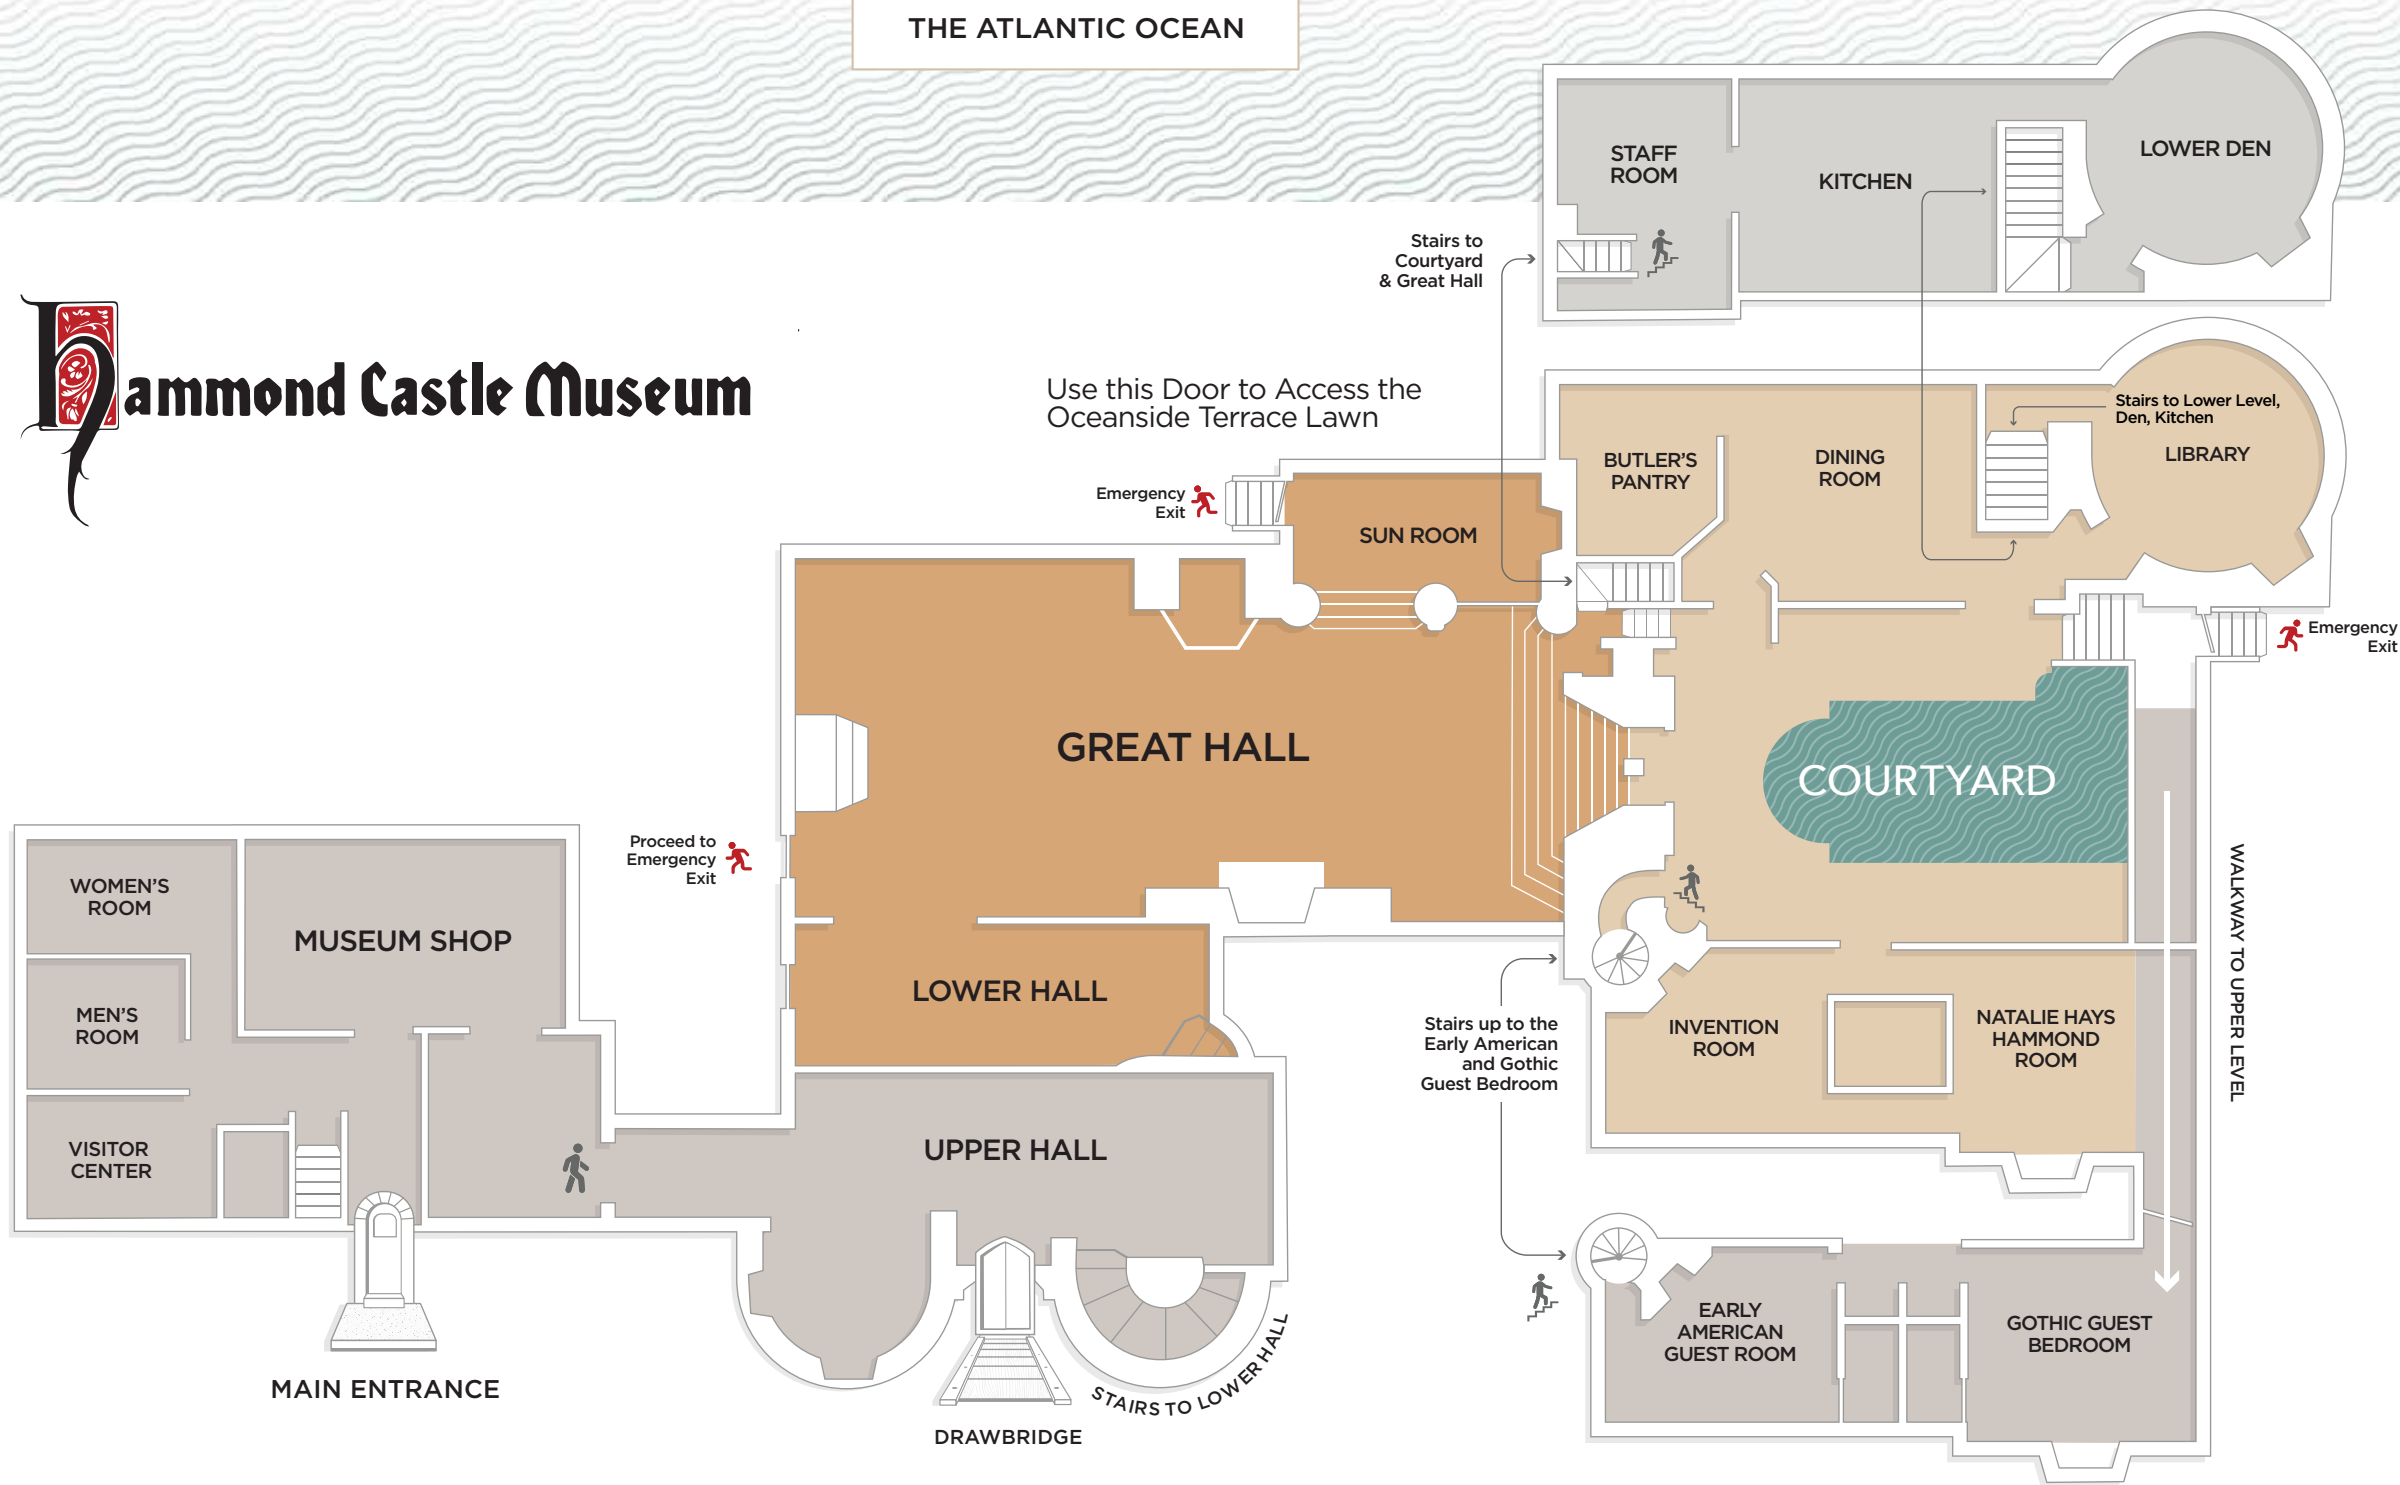 THE ATLANTIC OCEAN
STAFF
ROOM
KITCHEN
LOWER DEN
Stairs to
Courtyard
& Great Hall
Hammond Castle Museum
Use this Door to Access the
Oceanside Terrace Lawn
Stairs to Lower Level,
Den, Kitchen
BUTLER'S
PANTRY
DINING
ROOM
LIBRARY
Emergency
Exit
SUN ROOM
Emergency
Exit
GREAT HALL
COURTYARD
Proceed to
Emergency
Exit
WALKWAY TO UPPER LEVEL
WOMEN'S
ROOM
MUSEUM SHOP
LOWER HALL
MEN'S
ROOM
Stairs up to the
Early American
and Gothic
Guest Bedroom
INVENTION
ROOM
NATALIE HAYS
HAMMOND
ROOM
VISITOR
CENTER
UPPER HALL
EARLY
AMERICAN
GUEST ROOM
GOTHIC GUEST
BEDROOM
MAIN ENTRANCE
STAIRS TO LOWER HALL
DRAWBRIDGE